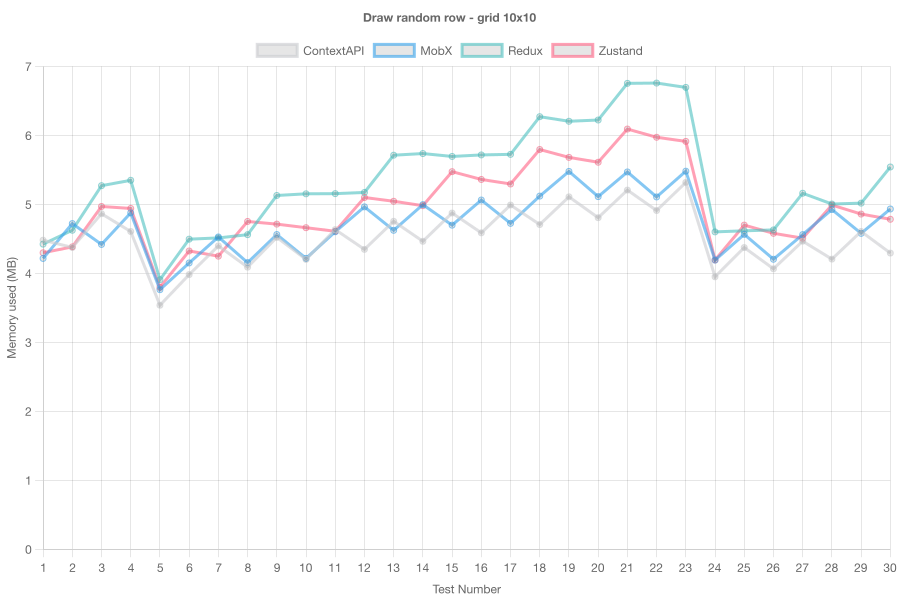 Draw random row - grid 10x10
ContextAPI MobX Redux Zustand
7
6
5
4
3
2
1
0
Memory used (MB)
1 2 3 4 5 6 7 8 9 10 11 12 13 14 15 16 17 18 19 20 21 22 23 24 25 26 27 28 29 30
Test Number